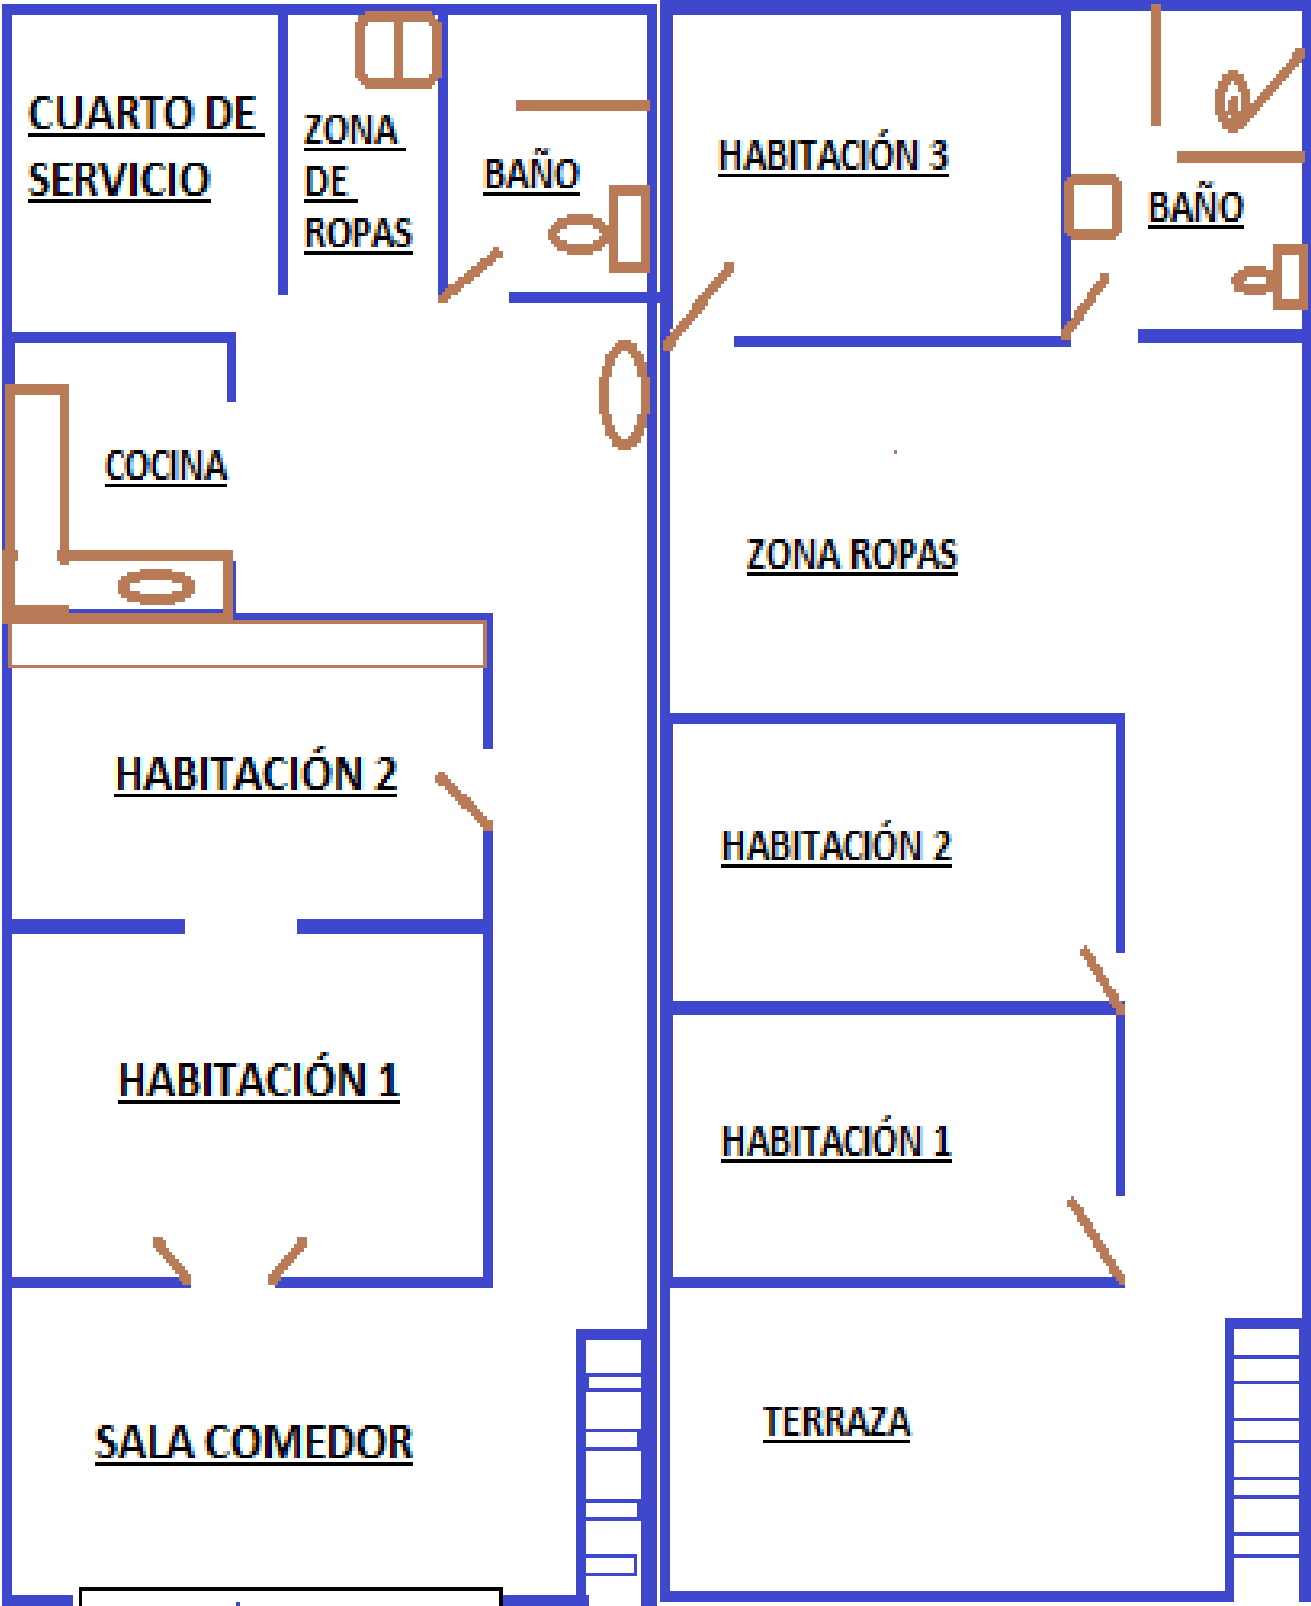 CUARTO DE
SERVICIO
ZONA
DE
ROPAS
BAÑO
COCINA
HABITACIÓN 2
HABITACIÓN 1
SALA COMEDOR
HABITACIÓN 3
BAÑO
ZONA ROPAS
HABITACIÓN 2
HABITACIÓN 1
TERRAZA